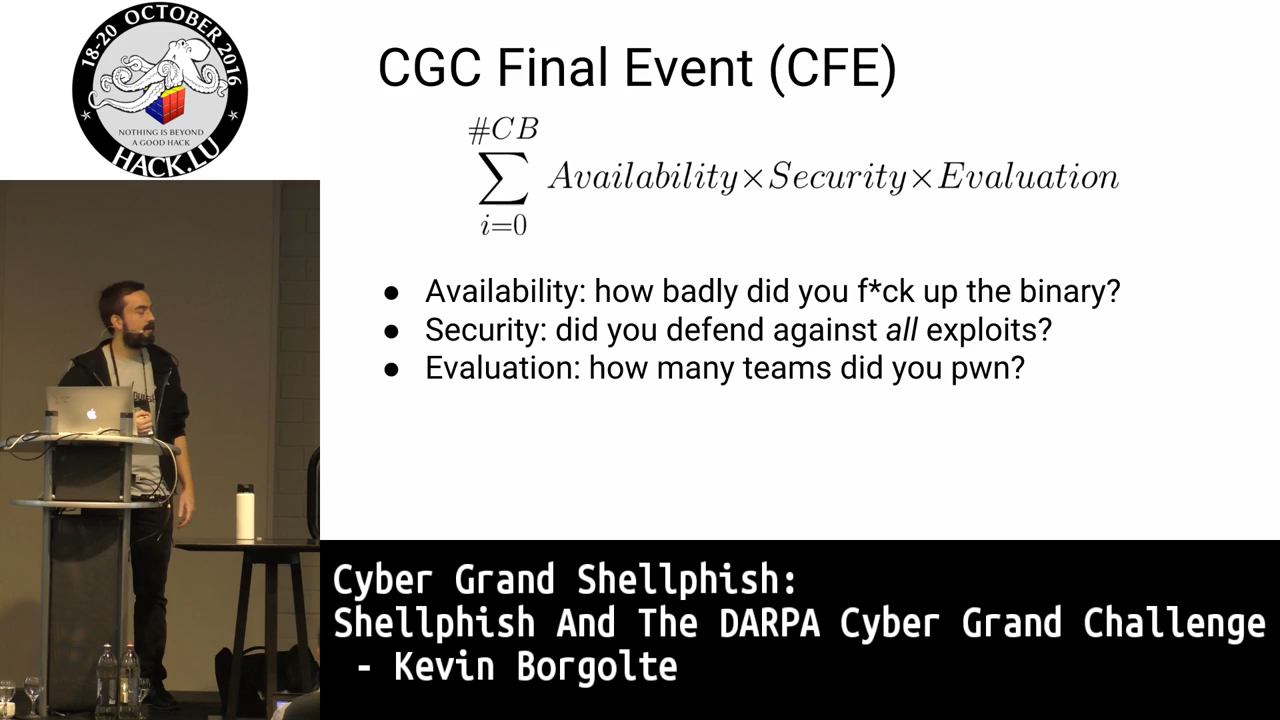 18-20 OCTOBER 2016
NOTHING IS BEYOND
A GOOD HACK
HACK.LU
CGC Final Event (CFE)
#CB
∑ Availability×Security×Evaluation
i=0
● Availability: how badly did you f*ck up the binary?
● Security: did you defend against all exploits?
● Evaluation: how many teams did you pwn?
Cyber Grand Shellphish:
Shellphish And The DARPA Cyber Grand Challenge
- Kevin Borgolte